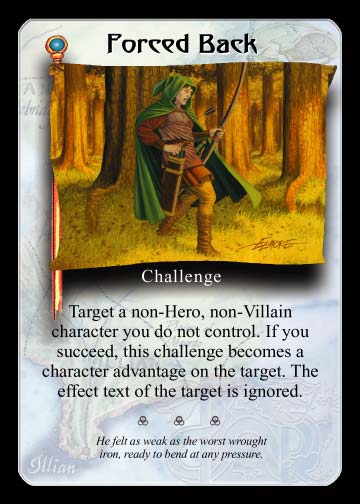 Forced Back
ELMORE
Challenge
Target a non-Hero, non-Villain
character you do not control. If you
succeed, this challenge becomes a
character advantage on the target. The
effect text of the target is ignored.
He felt as weak as the worst wrought
iron, ready to bend at any pressure.
Illian